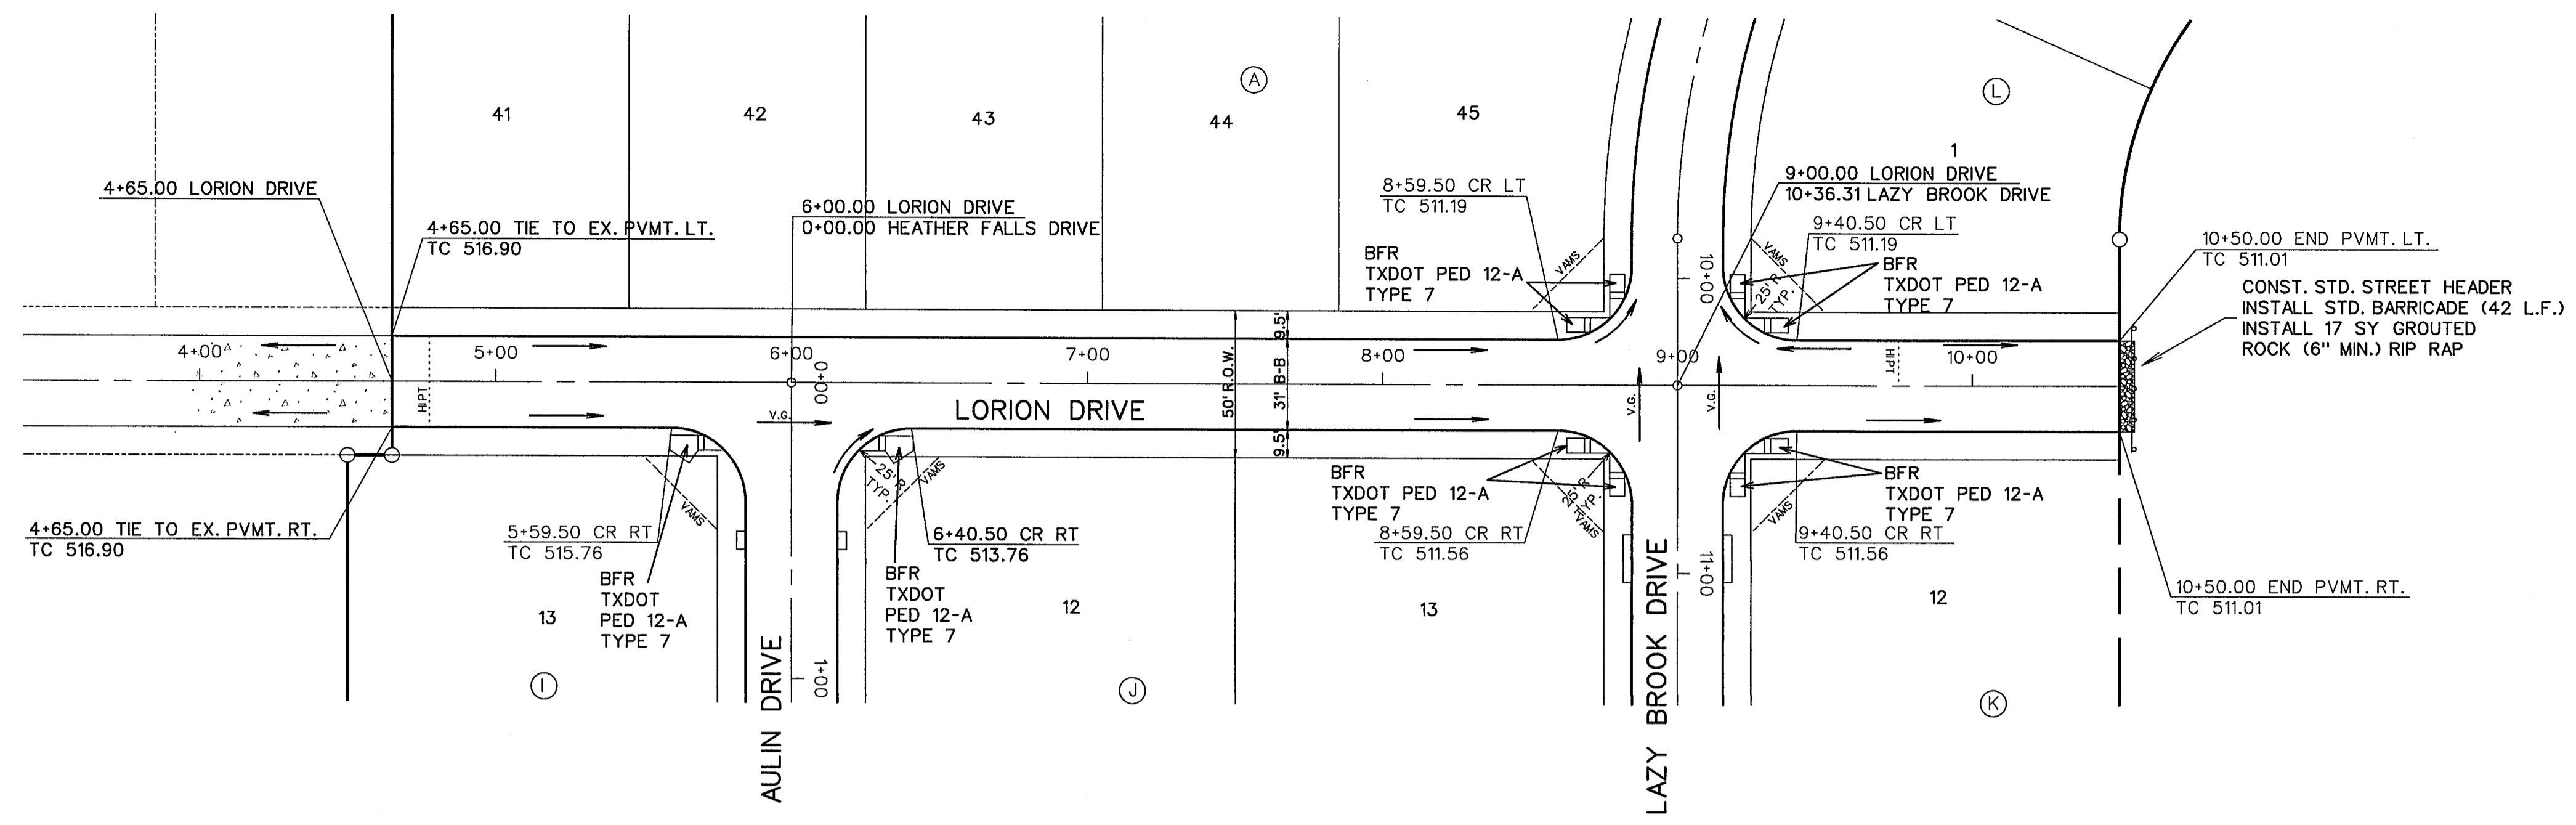 41
42
43
44
45
A
L
1
4+65.00 LORION DRIVE
4+65.00 TIE TO EX. PVMT. LT.
TC 516.90
6+00.00 LORION DRIVE
0+00.00 HEATHER FALLS DRIVE
8+59.50 CR LT
TC 511.19
BFR
TXDOT PED 12-A
TYPE 7
VAMS
9+00.00 LORION DRIVE
10+36.31 LAZY BROOK DRIVE
9+40.50 CR LT
TC 511.19
VAMS
25' R
TYP.
BFR
TXDOT PED 12-A
TYPE 7
10+50.00 END PVMT. LT.
TC 511.01
CONST. STD. STREET HEADER
INSTALL STD. BARRICADE (42 L.F.)
INSTALL 17 SY GROUTED
ROCK (6" MIN.) RIP RAP
10+00
4+00
5+00
6+00
7+00
8+00
9+00
10+00
HIPT
HIPT
0+00
V.G.
LORION DRIVE
50' R.O.W.
9.5'
31' B-B
9.5'
V.G.
V.G.
4+65.00 TIE TO EX. PVMT. RT.
TC 516.90
5+59.50 CR RT
TC 515.76
VAMS
BFR
TXDOT
PED 12-A
TYPE 7
25' R
TYP.
VAMS
6+40.50 CR RT
TC 513.76
BFR
TXDOT
PED 12-A
TYPE 7
BFR
TXDOT PED 12-A
TYPE 7
8+59.50 CR RT
TC 511.56
25' R
TYP.
VAMS
11+00
VAMS
BFR
TXDOT PED 12-A
TYPE 7
9+40.50 CR RT
TC 511.56
10+50.00 END PVMT. RT.
TC 511.01
13
12
13
12
1+00
I
J
K
AULIN DRIVE
LAZY BROOK DRIVE